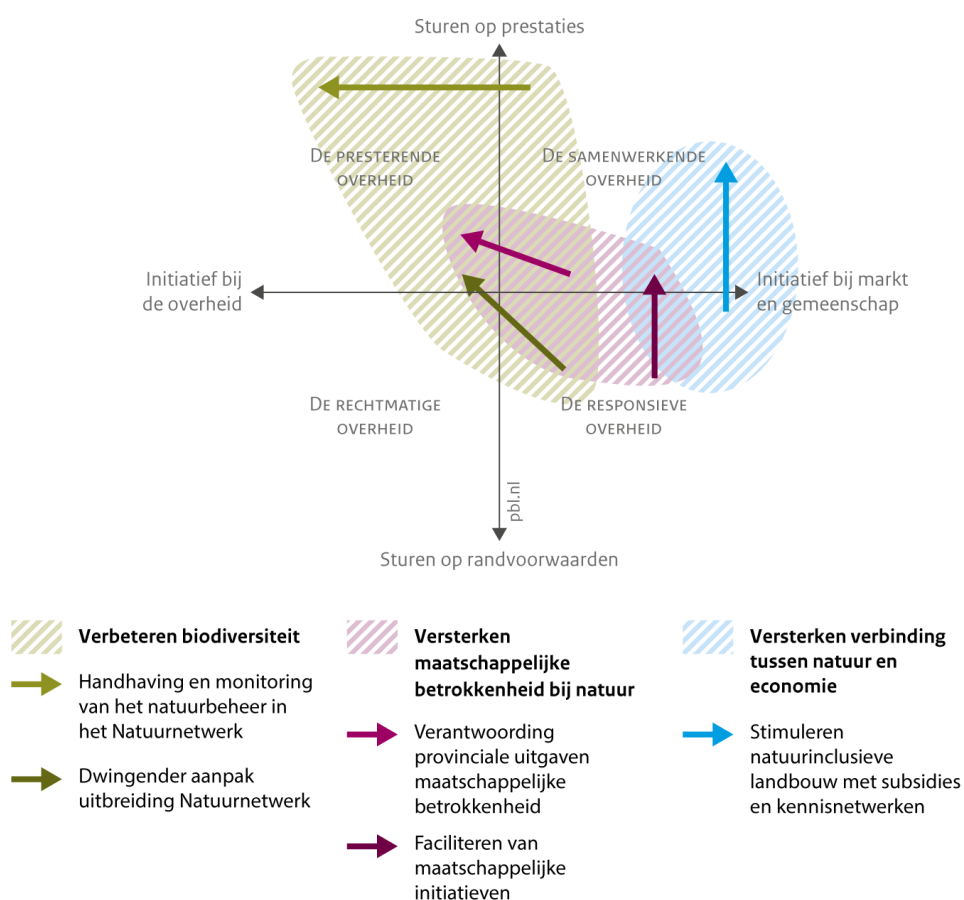 Sturen op prestaties
De presterende
overheid
De samenwerkende
overheid
Initiatief bij
de overheid
Initiatief bij markt
en gemeenschap
De rechtmatige
overheid
De responsieve
overheid
pbl.nl
Sturen op randvoorwaarden
Verbeteren biodiversiteit
Handhaving en monitoring
van het natuurbeheer in
het Natuurnetwerk
Dwingender aanpak
uitbreiding Natuurnetwerk
Versterken
maatschappelijke
betrokkenheid bij natuur
Verantwoording
provinciale uitgaven
maatschappelijke
betrokkenheid
Faciliteren van
maatschappelijke
initiatieven
Versterken verbinding
tussen natuur en
economie
Stimuleren
natuurinclusieve
landbouw met subsidies
en kennisnetwerken